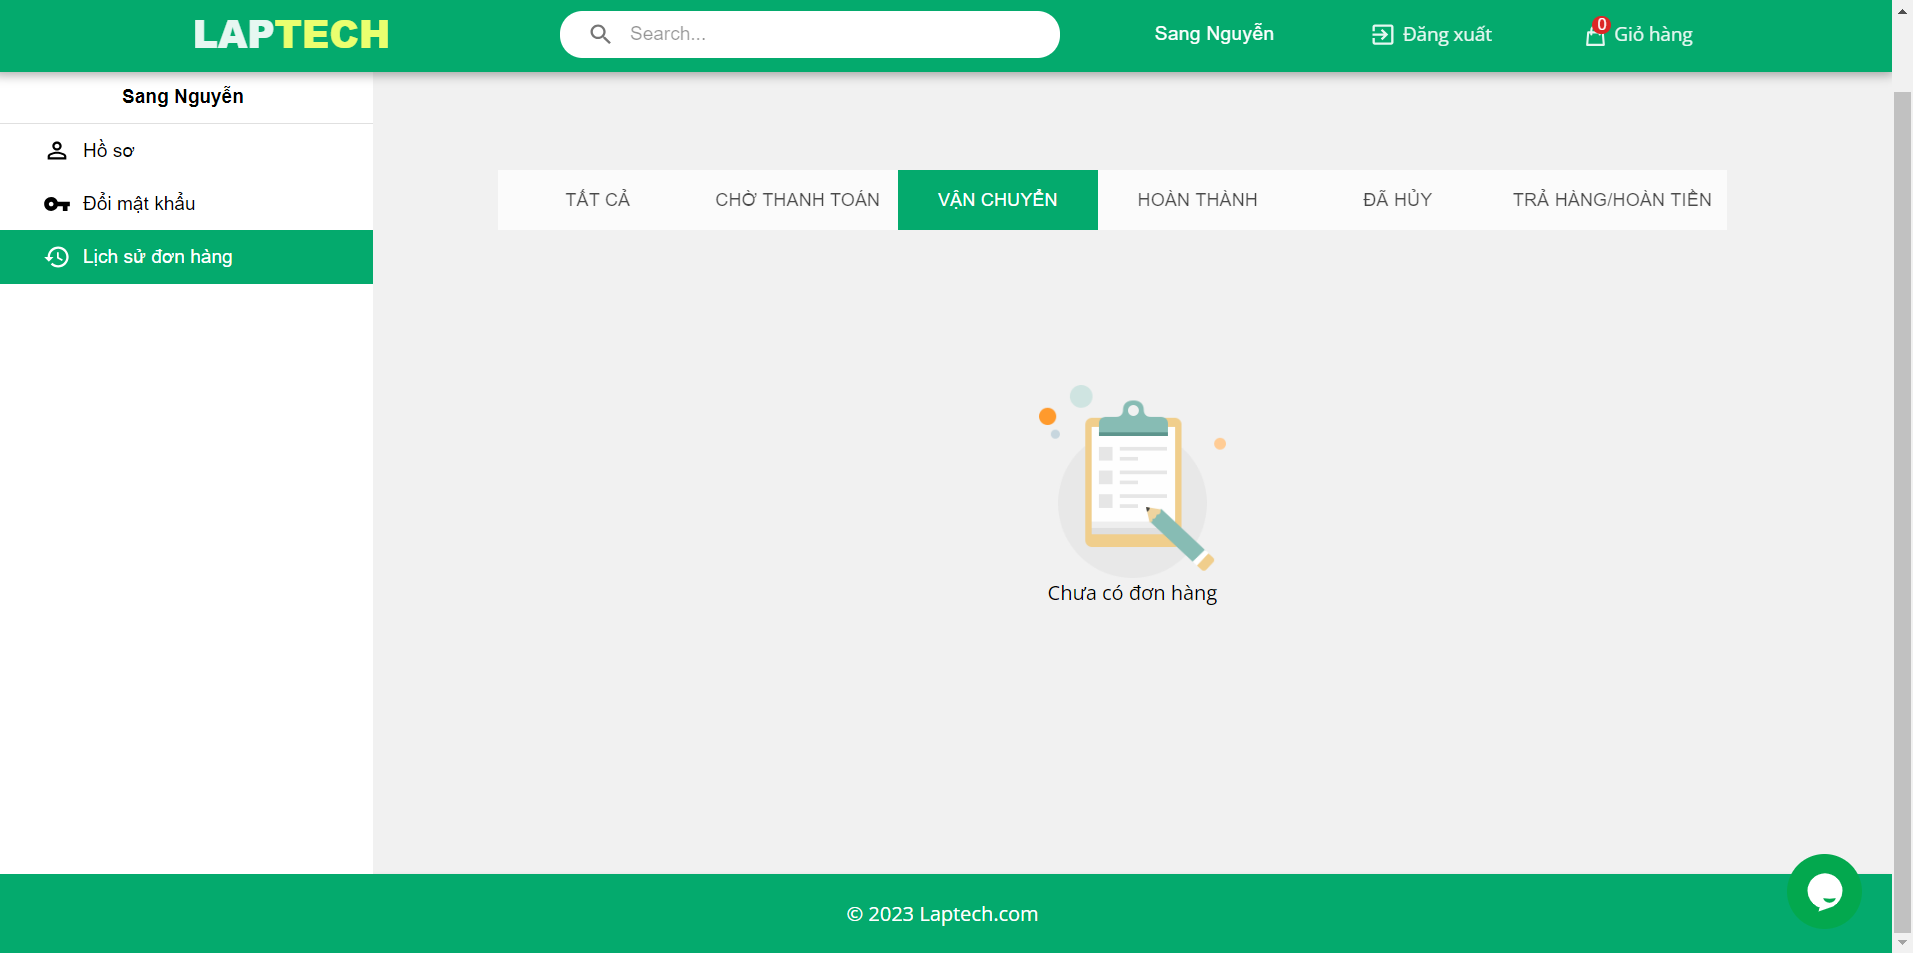 LAPTECH
Search...
Sang Nguyễn
Đăng xuất
0
Giỏ hàng
Sang Nguyễn
Hồ sơ
Đổi mật khẩu
Lịch sử đơn hàng
TẤT CẢ
CHỜ THANH TOÁN
VẬN CHUYỂN
HOÀN THÀNH
ĐÃ HỦY
TRẢ HÀNG/HOÀN TIỀN
Chưa có đơn hàng
© 2023 Laptech.com